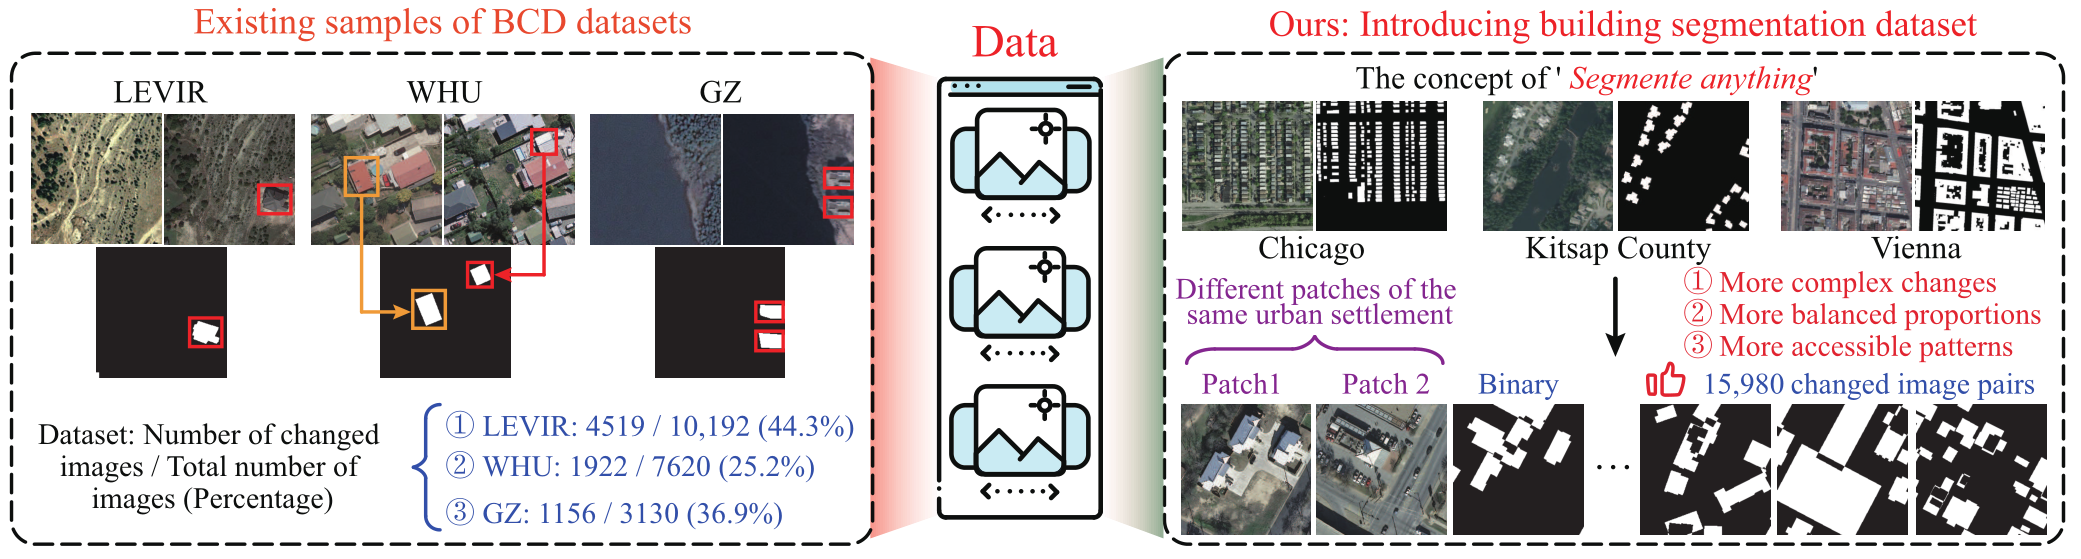 Existing samples of BCD datasets
LEVIR
WHU
GZ
Dataset: Number of changed
images / Total number of
images (Percentage)
① LEVIR: 4519 / 10,192 (44.3%)
② WHU: 1922 / 7620 (25.2%)
③ GZ: 1156 / 3130 (36.9%)
Data
Ours: Introducing building segmentation dataset
The concept of ' Segmente anything'
Chicago
Kitsap County
Vienna
Different patches of the
same urban settlement
① More complex changes
② More balanced proportions
③ More accessible patterns
Patch1
Patch 2
Binary
15,980 changed image pairs
...